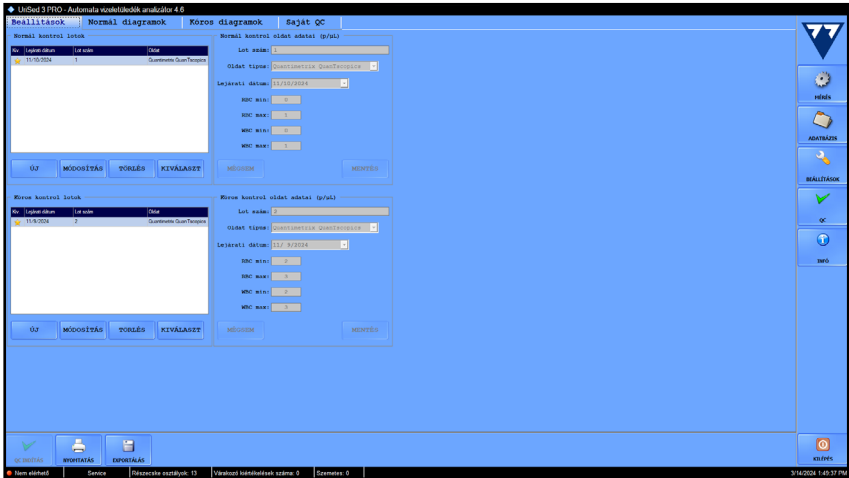 UriSed 3 PRO - Automata vizeletüledék analizátor 4.6
Beállítások Normál diagramok Kóros diagramok Saját QC
Normál kontrol lotok
Kiv. Lejárati dátum Lot szám Oldat
11/10/2024 1 Quantimetrix QuanTscopics
ÚJ MÓDOSÍTÁS TÖRLÉS KIVÁLASZT
Normál kontrol oldat adatai (p/µL)
Lot szám: 1
Oldat típus: Quantimetrix QuanTscopics
Lejárati dátum: 11/10/2024
RBC min: 0
RBC max: 1
WBC min: 0
WBC max: 1
MÉGSEM MENTÉS
Kóros kontrol lotok
Kiv. Lejárati dátum Lot szám Oldat
11/9/2024 2 Quantimetrix QuanTscopics
ÚJ MÓDOSÍTÁS TÖRLÉS KIVÁLASZT
Kóros kontrol oldat adatai (p/µL)
Lot szám: 2
Oldat típus: Quantimetrix QuanTscopics
Lejárati dátum: 11/ 9/2024
RBC min:
RBC max:
WBC min:
WBC max:
MÉGSEM MENTÉS
77
MÉRÉS
ADATBÁZIS
BEÁLLÍTÁSOK
QC
INFÓ
KILÉPÉS
NYOMTATÁS EXPORTÁLÁS
Nem elérhető Service Részecske osztályok: 13 Várakozó kiértékelések száma: 0 Szemetes: 0 3/14/2024 1:49:37 PM